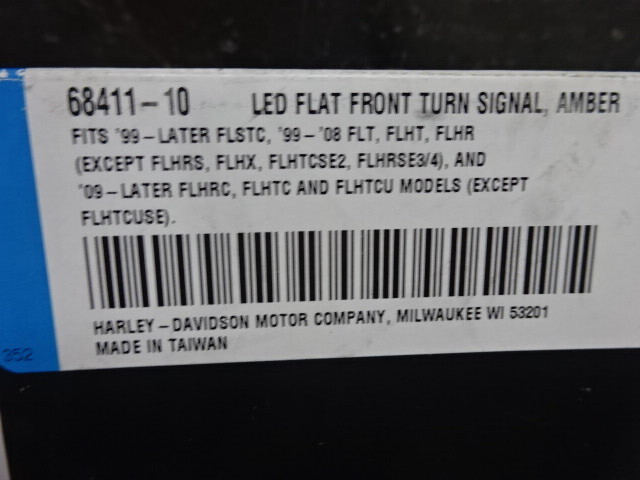 68411-10 LED FLAT FRONT TURN SIGNAL, AMBER
FITS '99-LATER FLSTC, '99-'08 FLT, FLHT, FLHR
(EXCEPT FLHRS, FLHX, FLHTCSE2, FLHRSE3/4), AND
'09-LATER FLHRC, FLHTC AND FLHTCU MODELS (EXCEPT
FLHTCUSE).
HARLEY-DAVIDSON MOTOR COMPANY, MILWAUKEE WI 53201
MADE IN TAIWAN
352